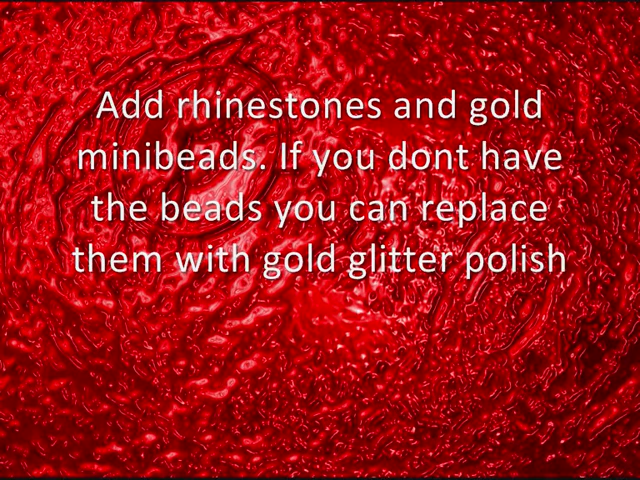 Add rhinestones and gold
minibeads. If you dont have
the beads you can replace
them with gold glitter polish